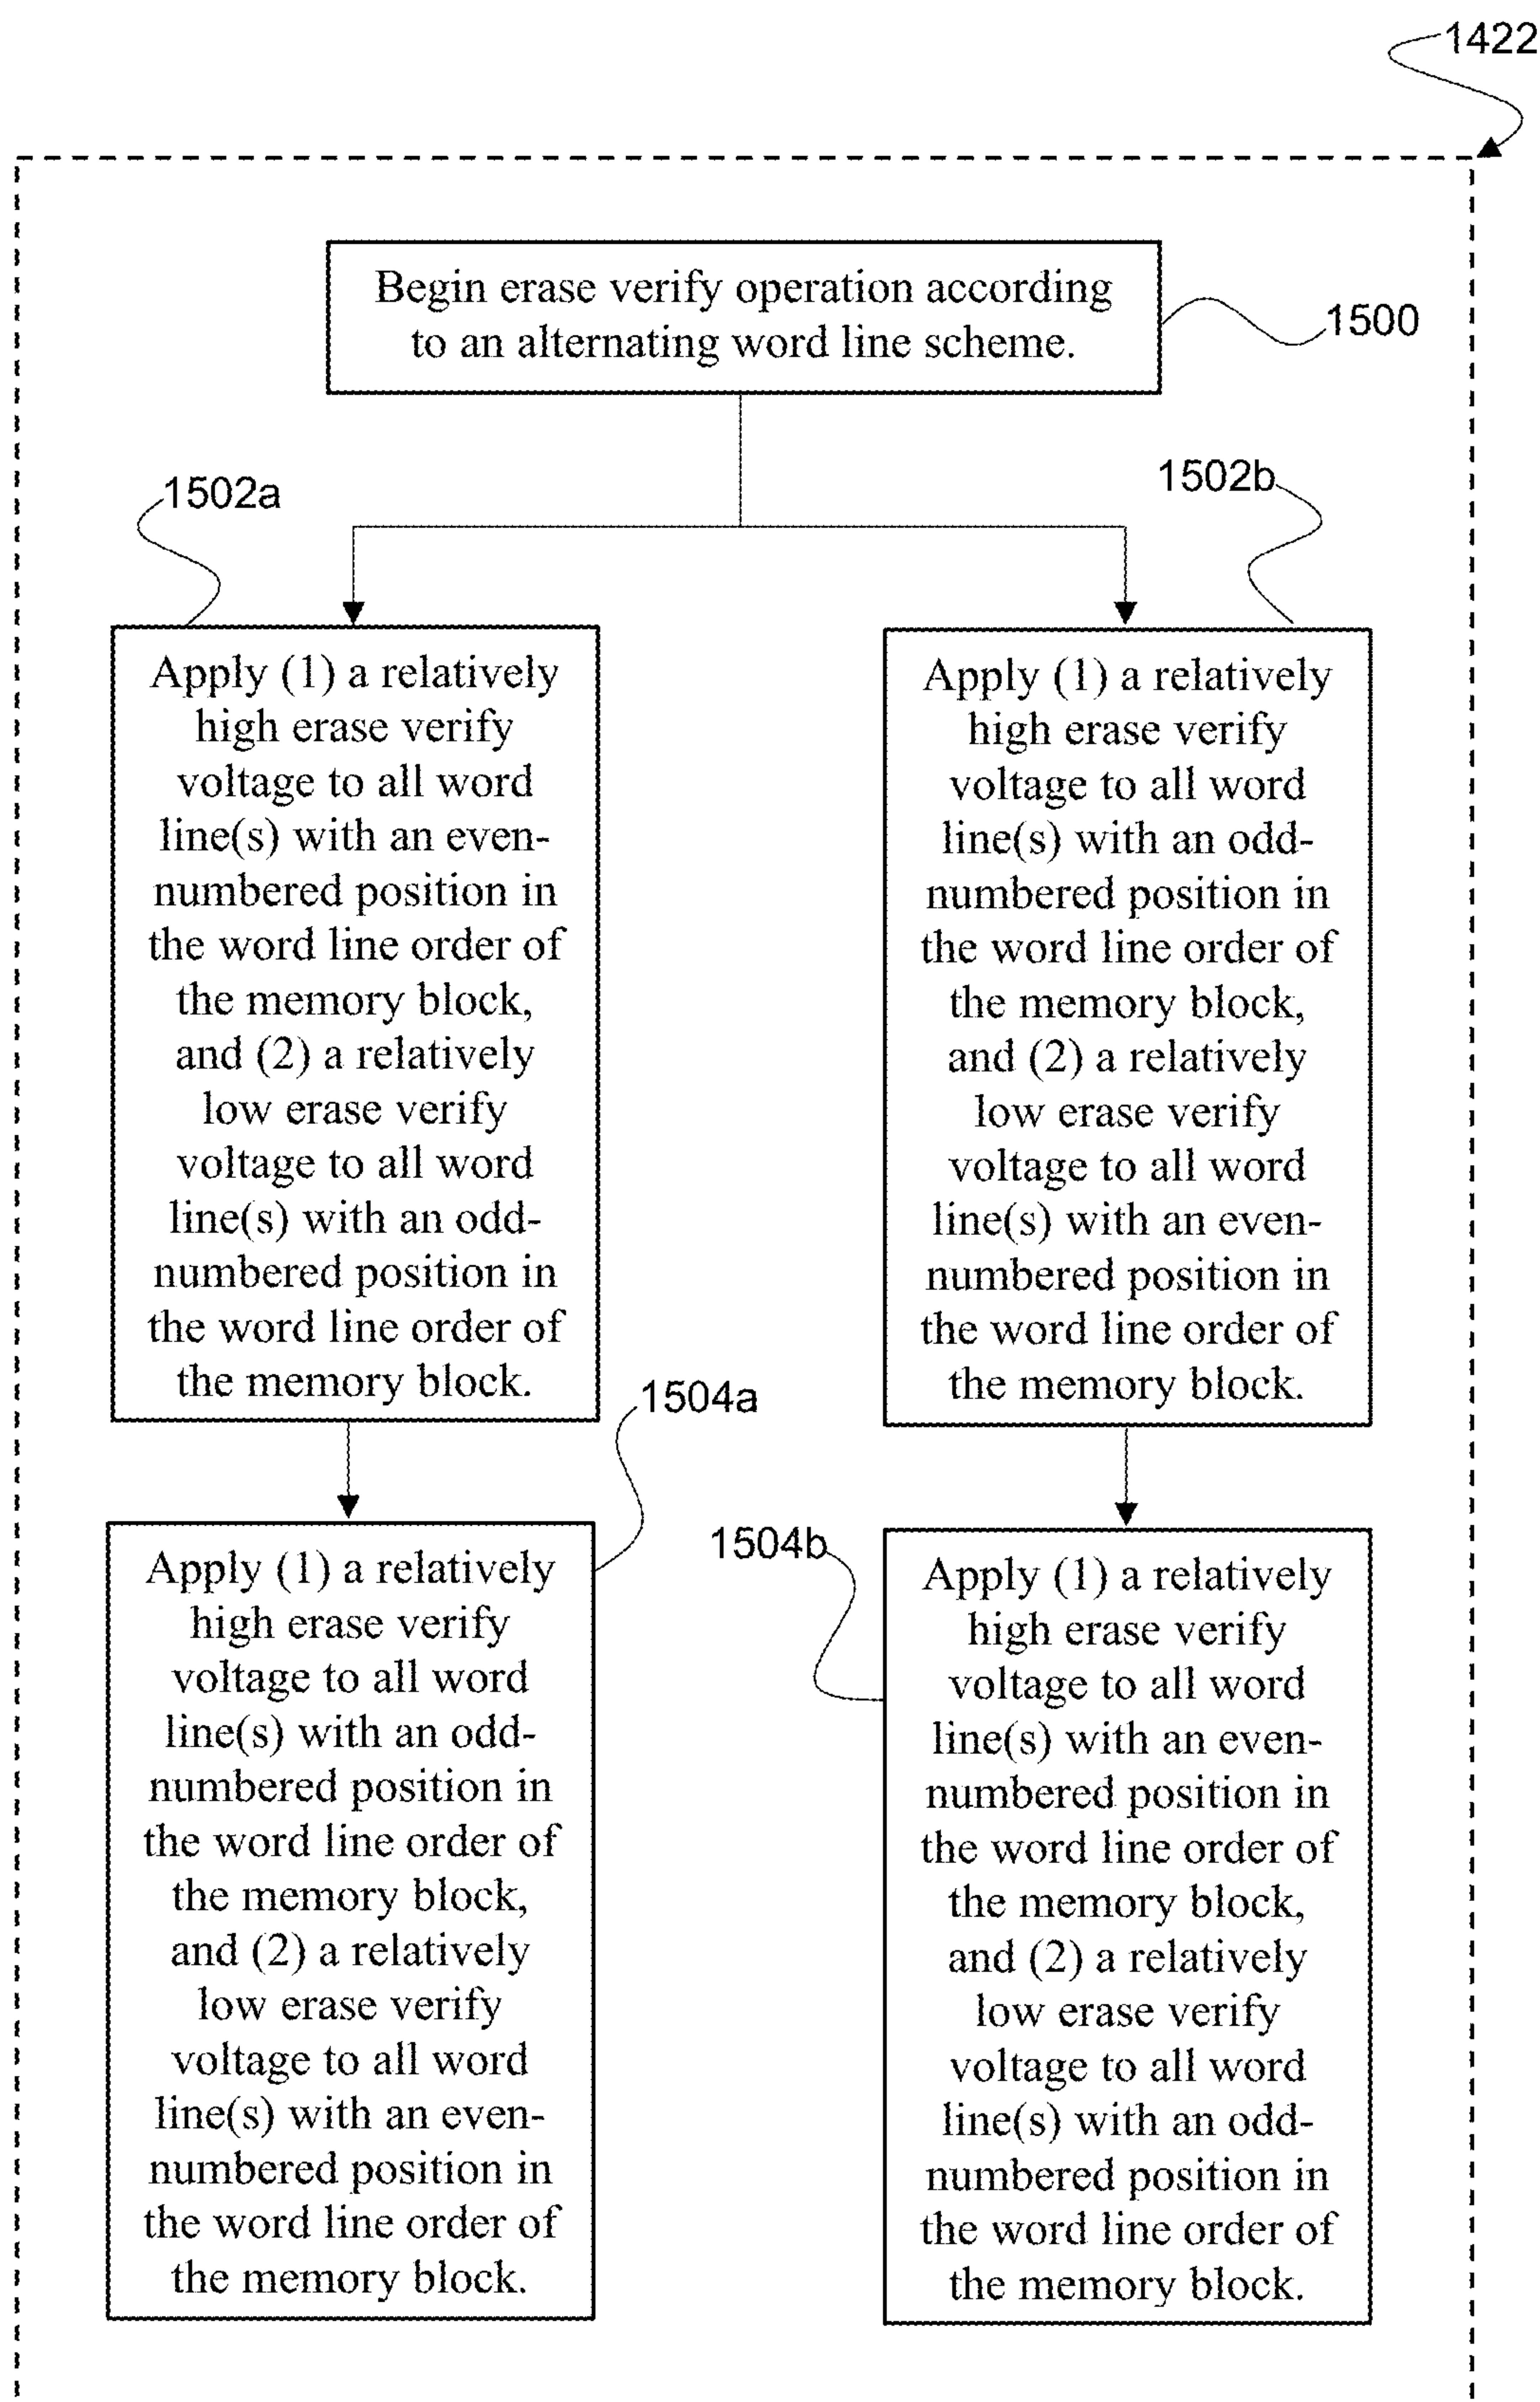 1422
Begin erase verify operation according
to an alternating word line scheme.
1500
1502a
1502b
Apply (1) a relatively
high erase verify
voltage to all word
line(s) with an even-
numbered position in
the word line order of
the memory block,
and (2) a relatively
low erase verify
voltage to all word
line(s) with an odd-
numbered position in
the word line order of
the memory block.
Apply (1) a relatively
high erase verify
voltage to all word
line(s) with an odd-
numbered position in
the word line order of
the memory block,
and (2) a relatively
low erase verify
voltage to all word
line(s) with an even-
numbered position in
the word line order of
the memory block.
1504a
1504b
Apply (1) a relatively
high erase verify
voltage to all word
line(s) with an odd-
numbered position in
the word line order of
the memory block,
and (2) a relatively
low erase verify
voltage to all word
line(s) with an even-
numbered position in
the word line order of
the memory block.
Apply (1) a relatively
high erase verify
voltage to all word
line(s) with an even-
numbered position in
the word line order of
the memory block,
and (2) a relatively
low erase verify
voltage to all word
line(s) with an odd-
numbered position in
the word line order of
the memory block.